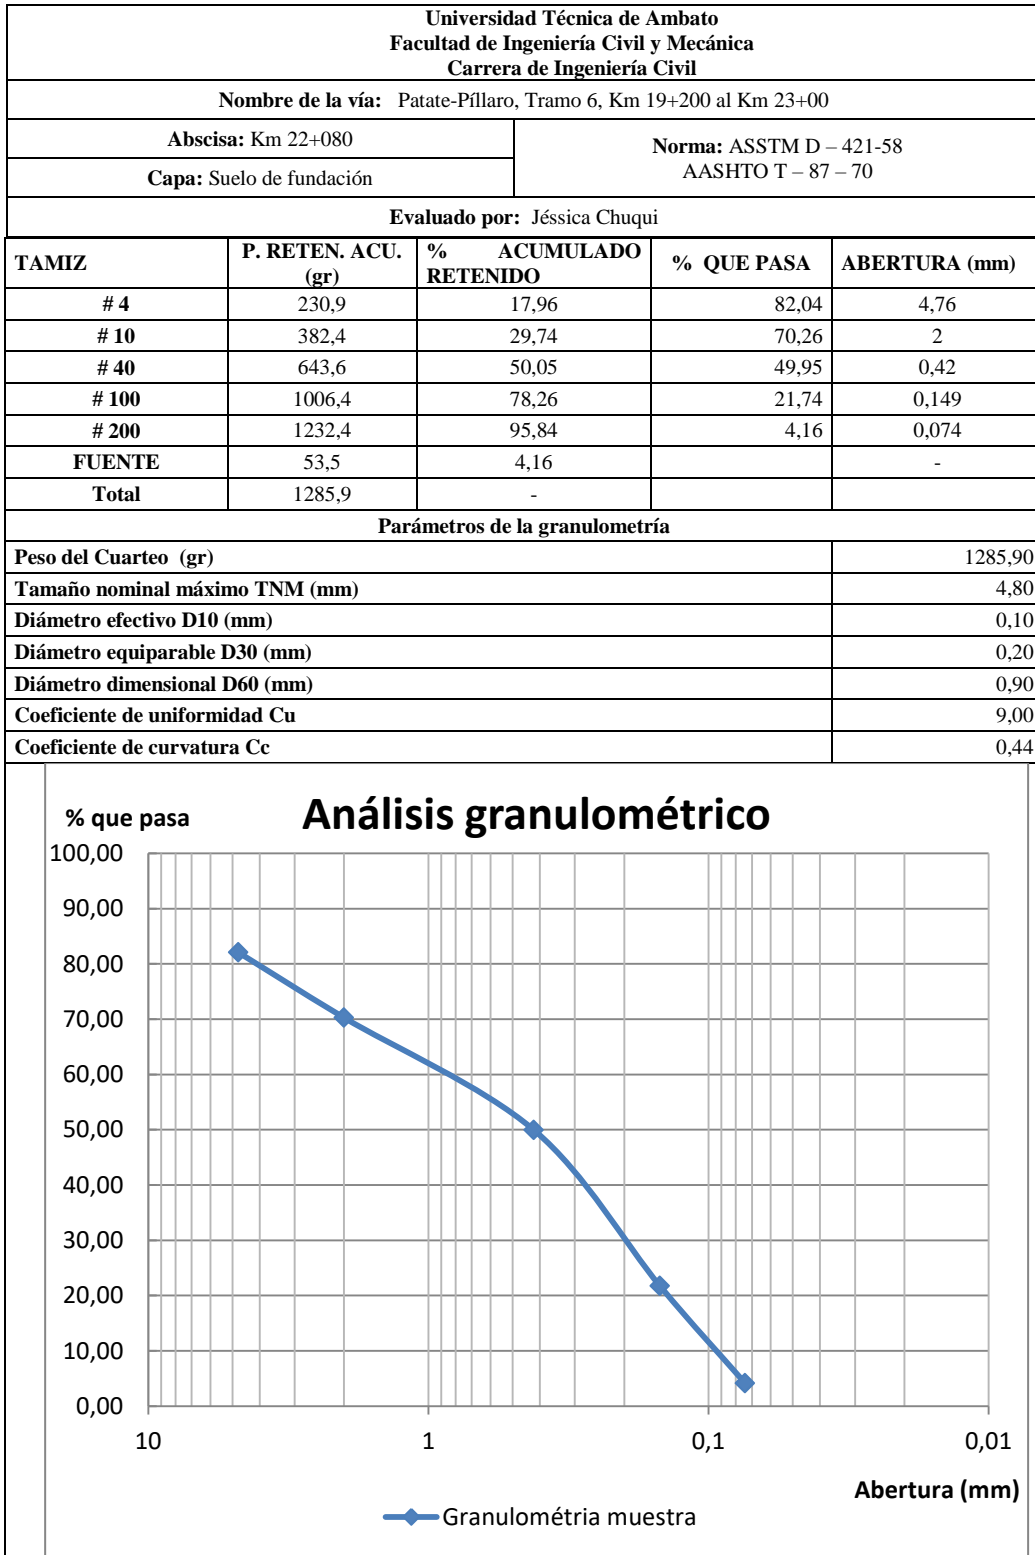 Universidad Técnica de Ambato
Facultad de Ingeniería Civil y Mecánica
Carrera de Ingeniería Civil
Nombre de la vía: Patate-Píllaro, Tramo 6, Km 19+200 al Km 23+00
Abscisa: Km 22+080
Norma: ASSTM D – 421-58
AASHTO T – 87 – 70
Capa: Suelo de fundación
Evaluado por: Jéssica Chuqui
TAMIZ P. RETEN. ACU. (gr) % ACUMULADO RETENIDO % QUE PASA ABERTURA (mm)
# 4 230,9 17,96 82,04 4,76
# 10 382,4 29,74 70,26 2
# 40 643,6 50,05 49,95 0,42
# 100 1006,4 78,26 21,74 0,149
# 200 1232,4 95,84 4,16 0,074
FUENTE 53,5 4,16 -
Total 1285,9 -
Parámetros de la granulometría
Peso del Cuarteo (gr) 1285,90
Tamaño nominal máximo TNM (mm) 4,80
Diámetro efectivo D10 (mm) 0,10
Diámetro equiparable D30 (mm) 0,20
Diámetro dimensional D60 (mm) 0,90
Coeficiente de uniformidad Cu 9,00
Coeficiente de curvatura Cc 0,44
Análisis granulométrico
% que pasa
100,00
90,00
80,00
70,00
60,00
50,00
40,00
30,00
20,00
10,00
0,00
10 1 0,1 0,01
Abertura (mm)
Granulométria muestra